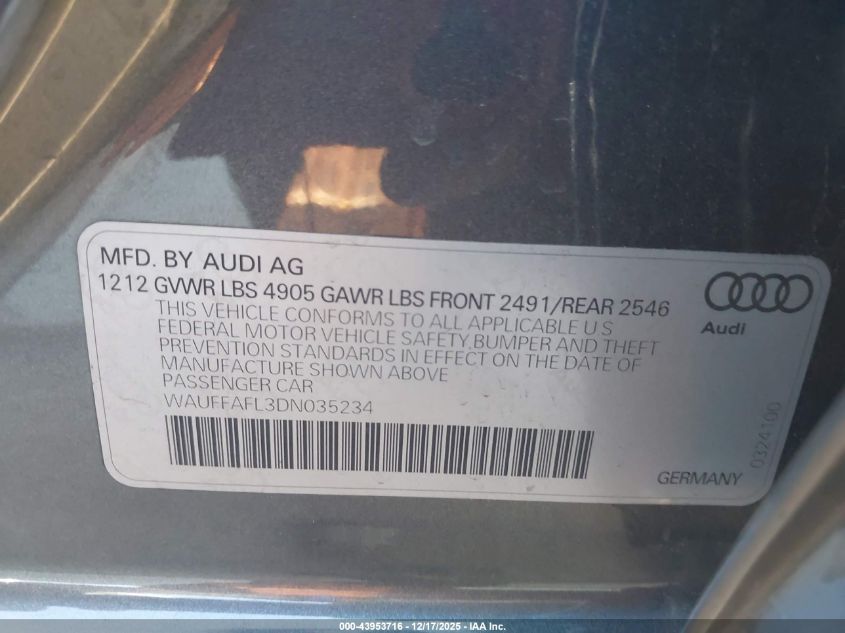 MFD. BY AUDI AG
1212 GVWR LBS 4905 GAWR LBS FRONT 2491/REAR 2546
THIS VEHICLE CONFORMS TO ALL APPLICABLE U S
FEDERAL MOTOR VEHICLE SAFETY, BUMPER AND THEFT
PREVENTION STANDARDS IN EFFECT ON THE DATE OF
MANUFACTURE SHOWN ABOVE
PASSENGER CAR
WAUFFAFL3DN035234
Audi
0324100
GERMANY
000-43953716 - 12/17/2025 - IAA Inc.